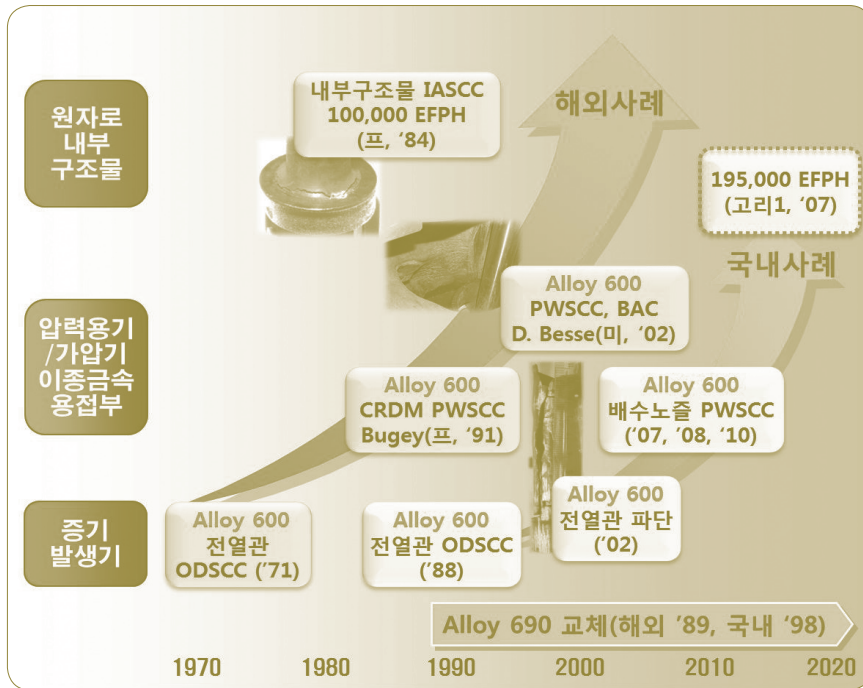 원자로
내부
구조물
내부구조물 IASCC
100,000 EFPH
(프, ‘84)
해외사례
195,000 EFPH
(고리1, ‘07)
국내사례
압력용기
/가압기
이종금속
용접부
Alloy 600
PWSCC, BAC
D. Besse(미, ‘02)
Alloy 600
CRDM PWSCC
Bugey(프, ‘91)
Alloy 600
배수노즐 PWSCC
(’07, ‘08, ‘10)
증기
발생기
Alloy 600
전열관
ODSCC (’71)
Alloy 600
전열관 ODSCC
(’88)
Alloy 600
전열관 파단
(’02)
Alloy 690 교체(해외 ’89, 국내 ‘98)
1970 1980 1990 2000 2010 2020